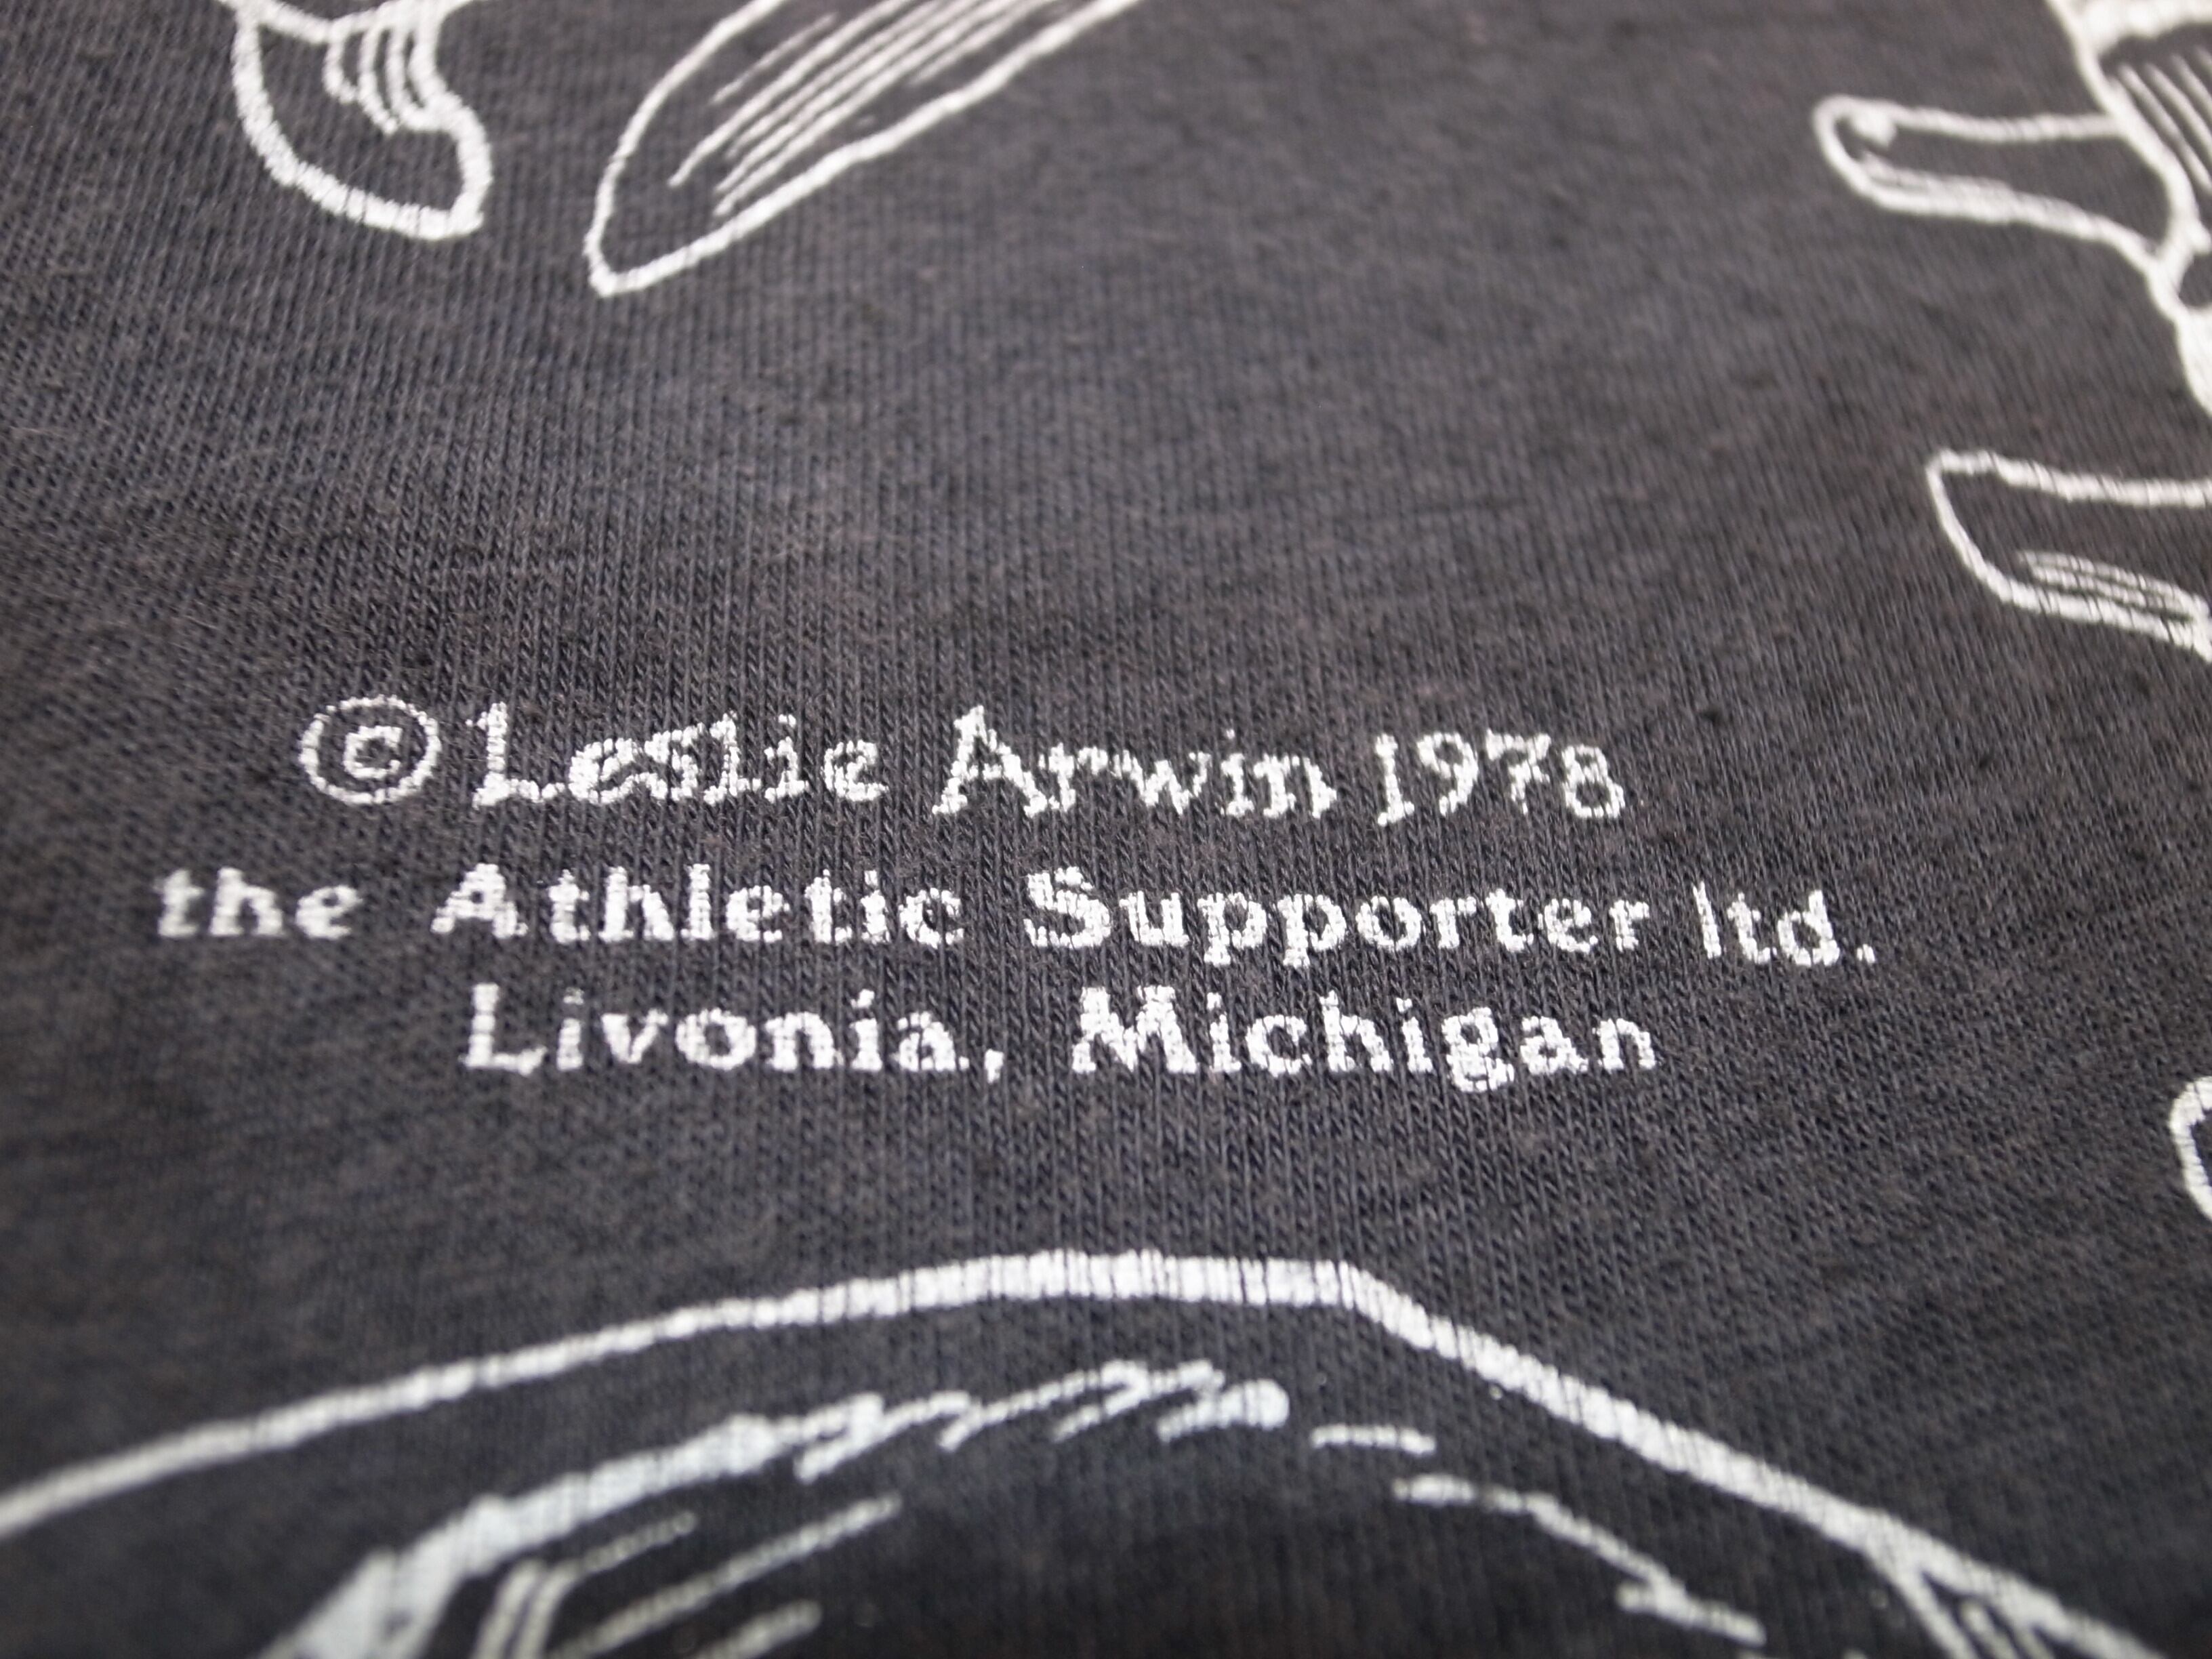 ©Leslie Arwin 1978
the Athletic Supporter ltd.
Livonia, Michigan